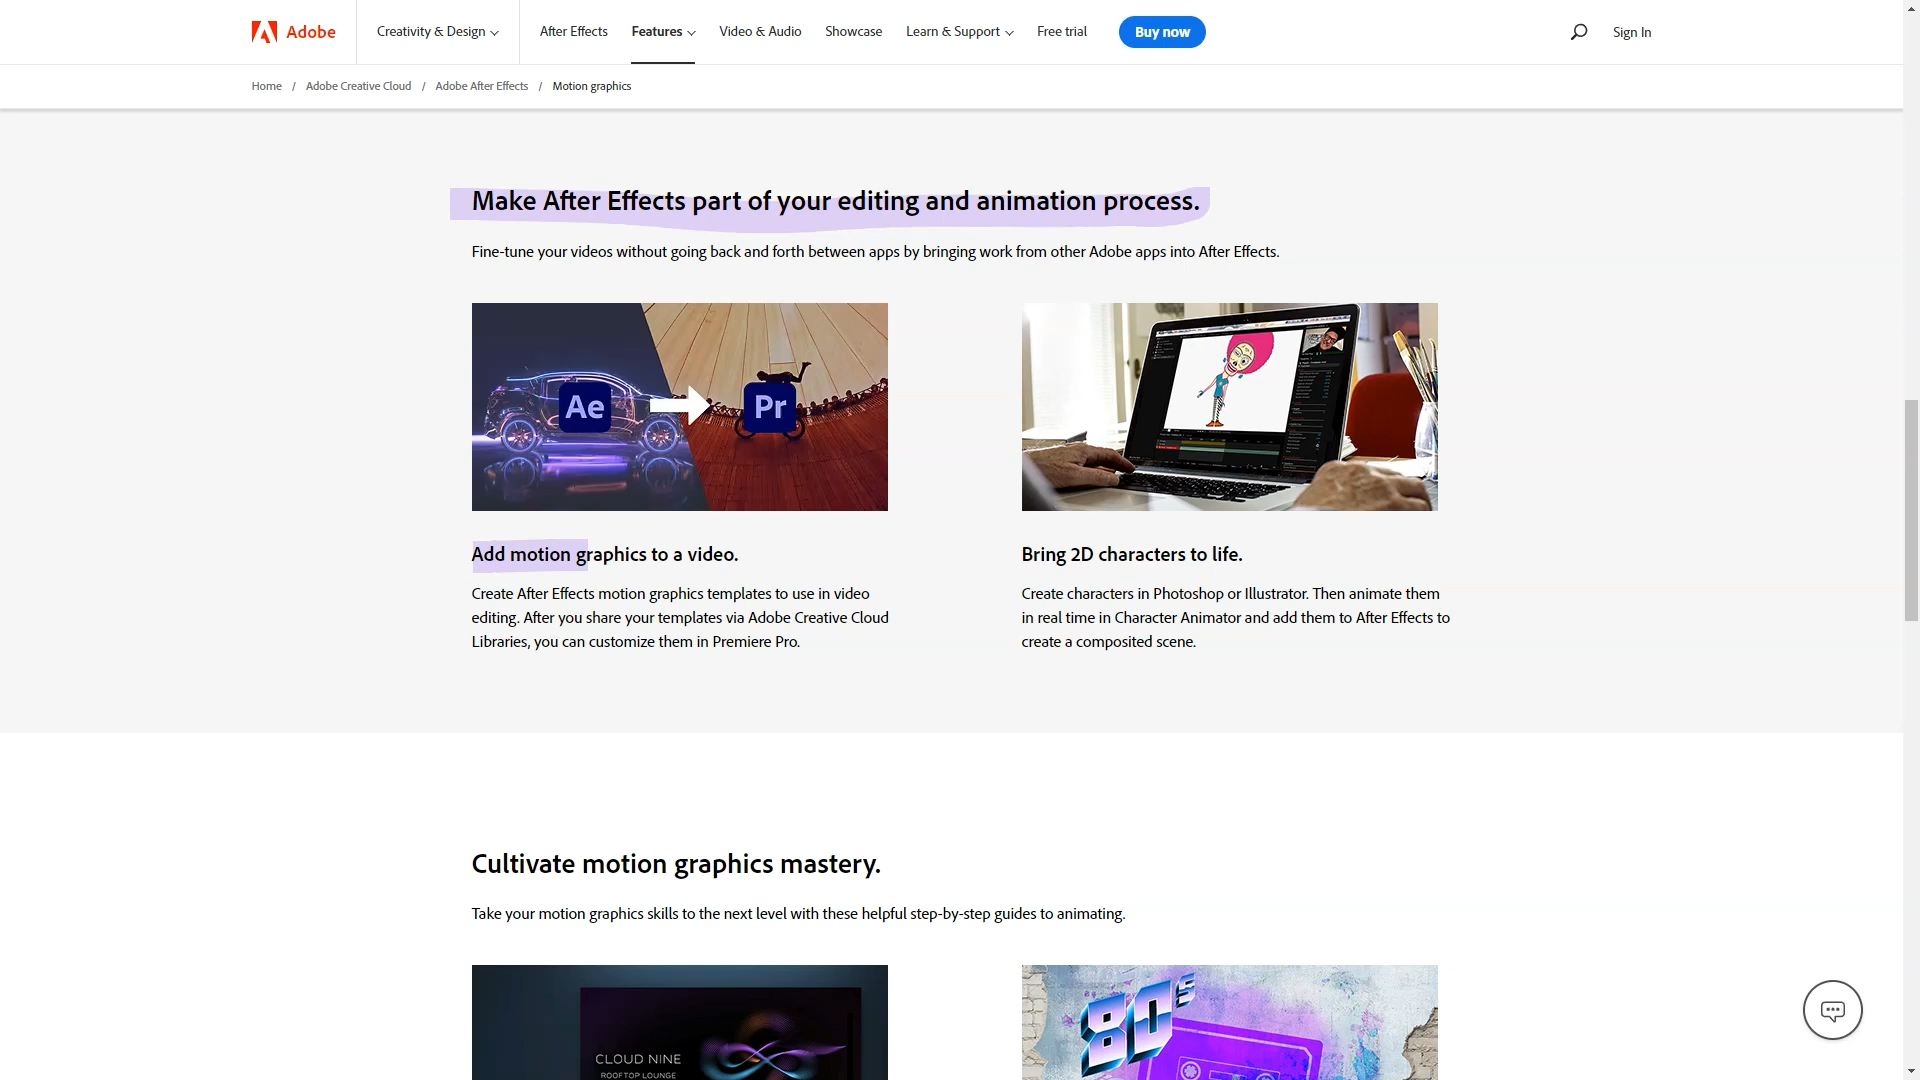 Adobe
Creativity & Design
After Effects
Features
Video & Audio
Showcase
Learn & Support
Free trial
Buy now
Sign In
Home / Adobe Creative Cloud / Adobe After Effects / Motion graphics
Make After Effects part of your editing and animation process.
Fine-tune your videos without going back and forth between apps by bringing work from other Adobe apps into After Effects.
Ae
Pr
Add motion graphics to a video.
Create After Effects motion graphics templates to use in video
editing. After you share your templates via Adobe Creative Cloud
Libraries, you can customize them in Premiere Pro.
Bring 2D characters to life.
Create characters in Photoshop or Illustrator. Then animate them
in real time in Character Animator and add them to After Effects to
create a composited scene.
Cultivate motion graphics mastery.
Take your motion graphics skills to the next level with these helpful step-by-step guides to animating.
CLOUD NINE
ROOFTOP LOUNGE
80s